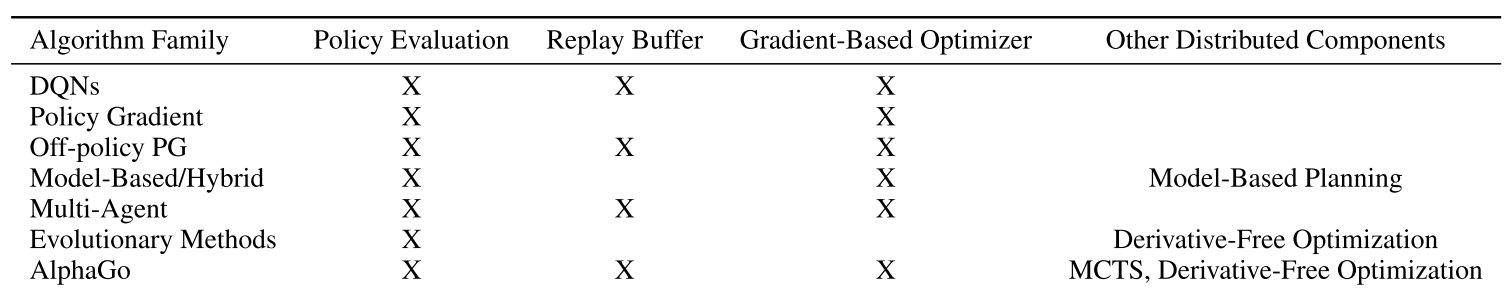 Algorithm Family Policy Evaluation Replay Buffer Gradient-Based Optimizer Other Distributed Components
DQNs X X X
Policy Gradient X X
Off-policy PG X X X
Model-Based/Hybrid X X Model-Based Planning
Multi-Agent X X X
Evolutionary Methods X Derivative-Free Optimization
AlphaGo X X X MCTS, Derivative-Free Optimization